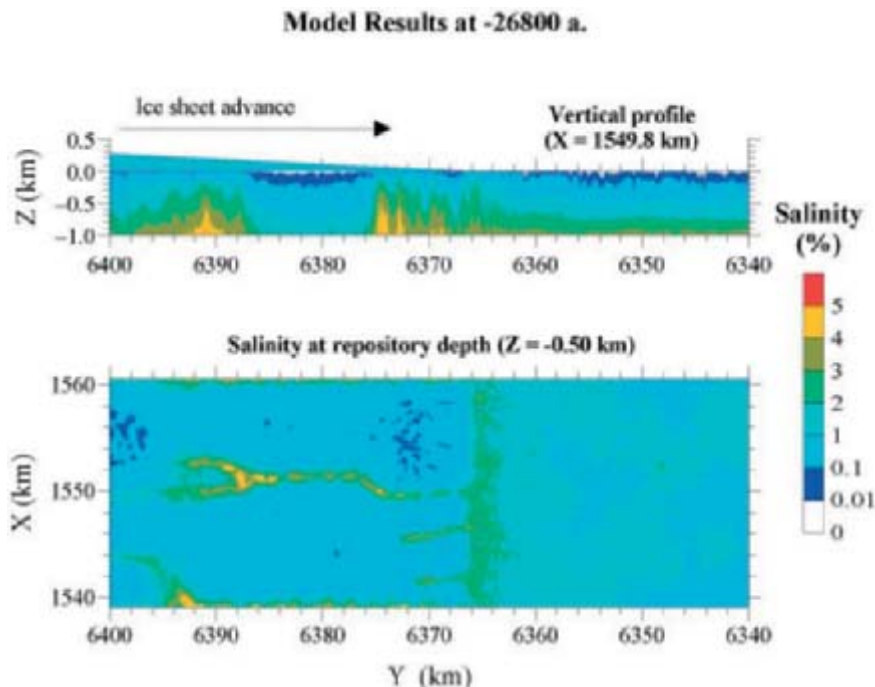 Model Results at -26800 a.
Ice sheet advance
Vertical profile
(X = 1549.8 km)
Z (km)
0.5
0.0
-0.5
-1.0
6400 6390 6380 6370 6360 6350 6340
Salinity
(%)
5
4
3
2
1
0.1
0.01
0
Salinity at repository depth (Z = -0.50 km)
X (km)
1560
1550
1540
6400 6390 6380 6370 6360 6350 6340
Y (km)